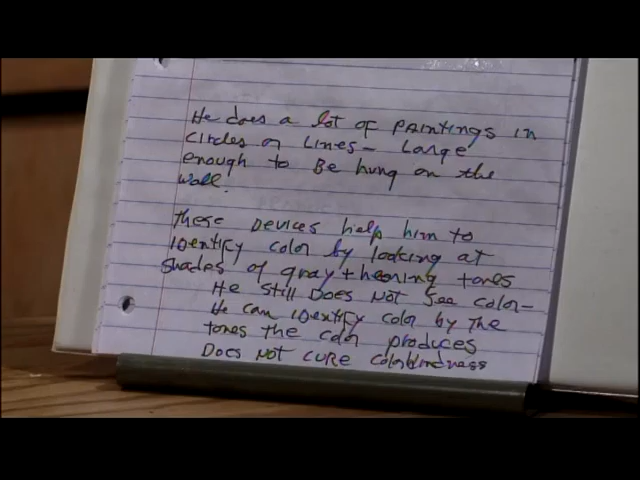 He does a lot of PAINTINGS IN
CIRCLES or LINES - LARGE
enough to Be hung on the
wall.
These DEVICES help him to
IDENTIFY color by looking at
shades of gray + hearing tones
He still Does NOT See color -
He can IDENTIFY color by the
tones the color produces
Does NOT CURE Colorblindness